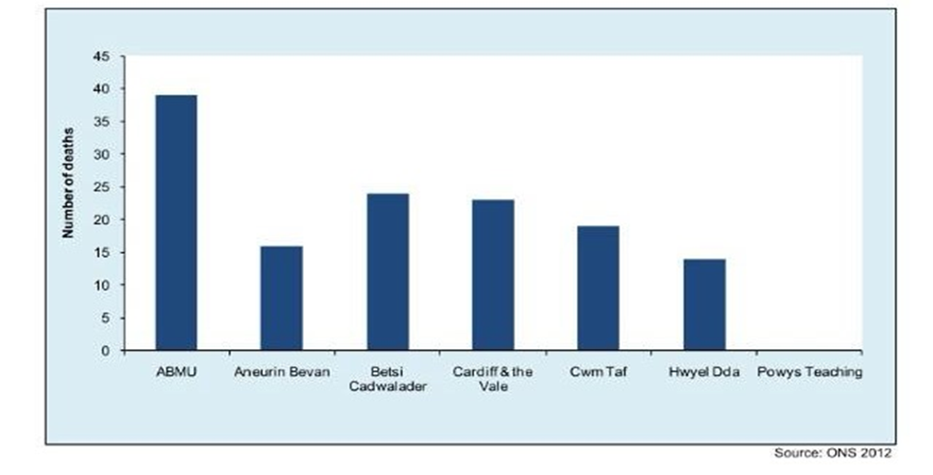 45
40
35
30
25
20
15
10
5
0
Number of deaths
ABMU
Aneurin Bevan
Betsi
Cadwalader
Cardiff & the
Vale
Cwm Taf
Hwyel Dda
Powys Teaching
Source: ONS 2012